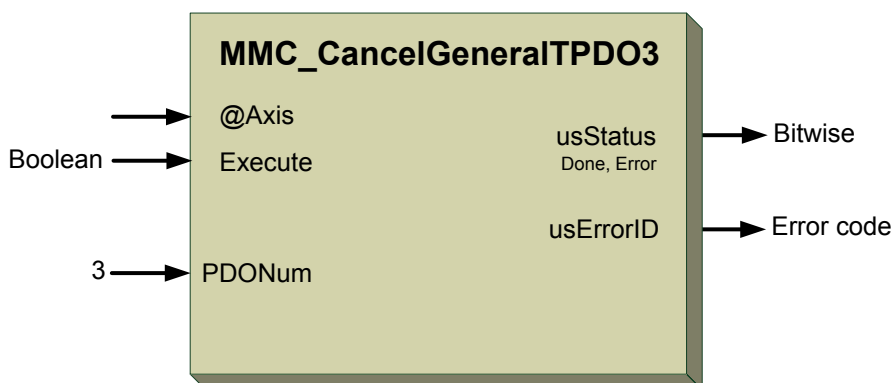 MMC_CancelGeneralTPDO3
@Axis
Boolean
Execute
usStatus
Done, Error
Bitwise
usErrorID
Error code
3
PDONum